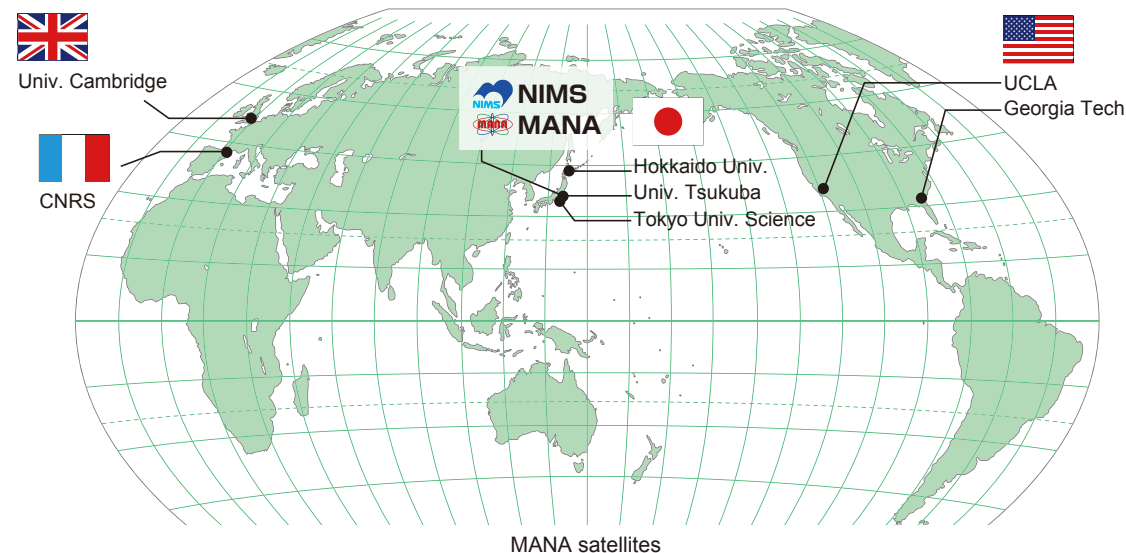 Univ. Cambridge
CNRS
NIMS NIMS
MANA MANA
UCLA
Georgia Tech
Hokkaido Univ.
Univ. Tsukuba
Tokyo Univ. Science
MANA satellites